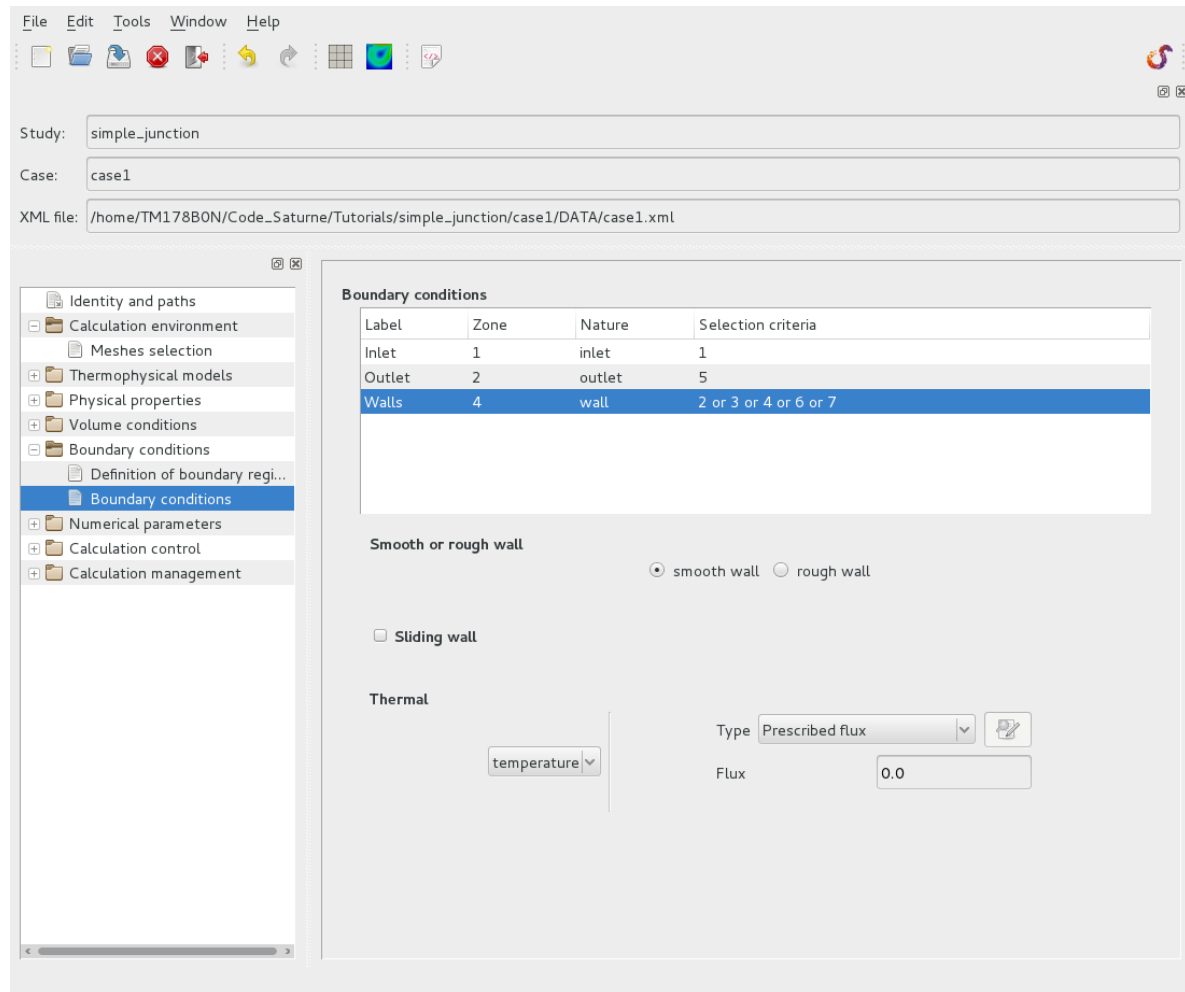 File Edit Tools Window Help
Study: simple_junction
Case: case1
XML file: /home/TM178B0N/Code_Saturne/Tutorials/simple_junction/case1/DATA/case1.xml
Identity and paths
Calculation environment
Meshes selection
Thermophysical models
Physical properties
Volume conditions
Boundary conditions
Definition of boundary regi...
Boundary conditions
Numerical parameters
Calculation control
Calculation management
Boundary conditions
Label Zone Nature Selection criteria
Inlet 1 inlet 1
Outlet 2 outlet 5
Walls 4 wall 2 or 3 or 4 or 6 or 7
Smooth or rough wall
smooth wall rough wall
Sliding wall
Thermal
temperature
Type Prescribed flux
Flux 0.0